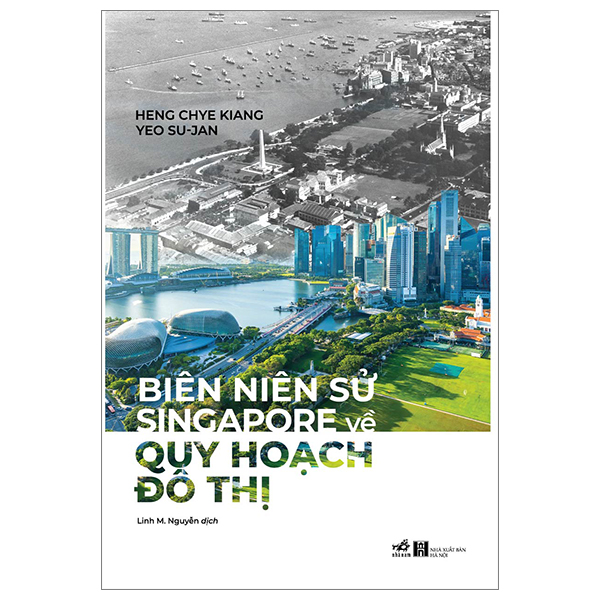 HENG CHYE KIANG
YEO SU-JAN
BIÊN NIÊN SỬ
SINGAPORE về
QUY HOẠCH
ĐÔ THỊ
Linh M. Nguyễn dịch
nhã nam
NHÀ XUẤT BẢN
HÀ NỘI